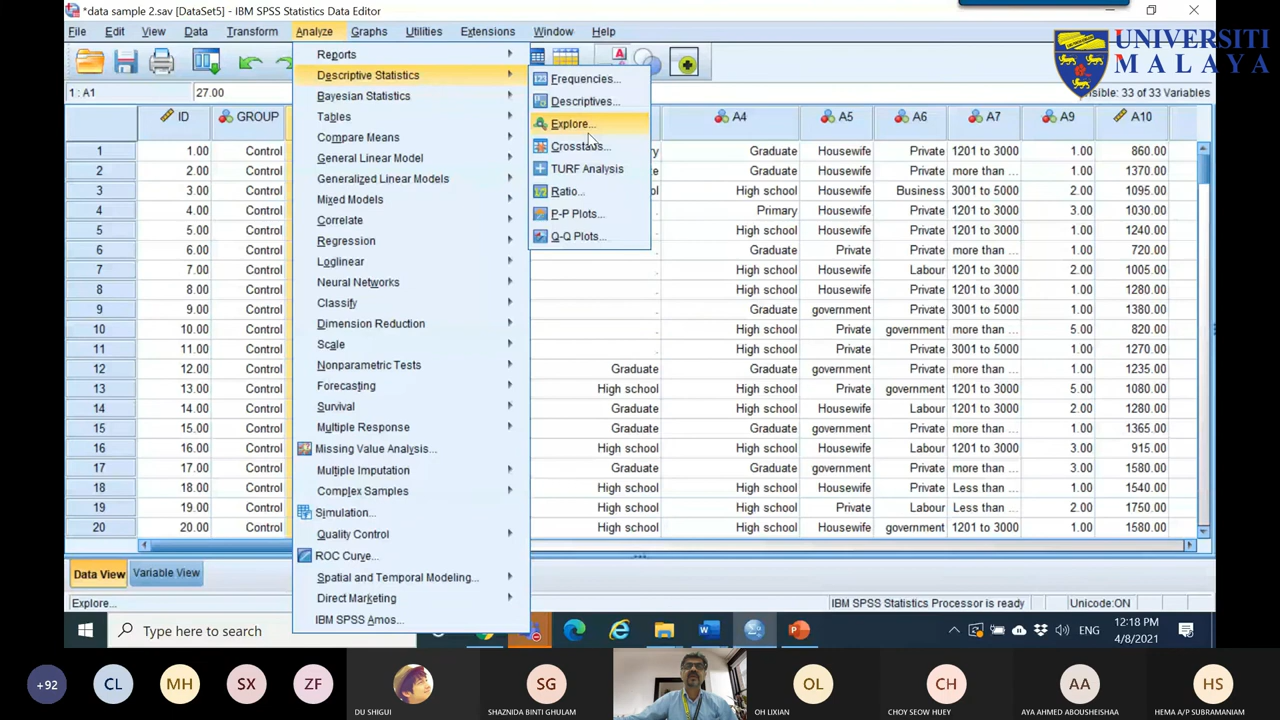 *data sample 2.sav [DataSet5] - IBM SPSS Statistics Data Editor
File Edit View Data Transform Analyze Graphs Utilities Extensions Window Help
UNIVERSITI
MALAYA
1 : A1 27.00
sible: 33 of 33 Variables
Reports
Descriptive Statistics
Bayesian Statistics
Tables
Compare Means
General Linear Model
Generalized Linear Models
Mixed Models
Correlate
Regression
Loglinear
Neural Networks
Classify
Dimension Reduction
Scale
Nonparametric Tests
Forecasting
Survival
Multiple Response
Missing Value Analysis...
Multiple Imputation
Complex Samples
Simulation...
Quality Control
ROC Curve...
Spatial and Temporal Modeling...
Direct Marketing
IBM SPSS Amos...
Frequencies...
Descriptives...
Explore...
Crosstabs...
TURF Analysis
Ratio...
P-P Plots...
Q-Q Plots...
ID GROUP A4 A5 A6 A7 A9 A10
1 1.00 Control ry Graduate Housewife Private 1201 to 3000 1.00 860.00
2 2.00 Control Graduate Housewife Private more than ... 1.00 1370.00
3 3.00 Control High school Housewife Business 3001 to 5000 2.00 1095.00
4 4.00 Control Primary Housewife Private 1201 to 3000 3.00 1030.00
5 5.00 Control High school Housewife Private 1201 to 3000 1.00 1240.00
6 6.00 Control Graduate Private Private 3001 to 5000 1.00 720.00
7 7.00 Control High school Housewife Labour 1201 to 3000 2.00 1005.00
8 8.00 Control . High school Housewife Private 1201 to 3000 1.00 1280.00
9 9.00 Control . Graduate government Private 3001 to 5000 1.00 1380.00
10 10.00 Control . High school Private government more than ... 5.00 820.00
11 11.00 Control . High school Private Private 3001 to 5000 1.00 1270.00
12 12.00 Control Graduate Graduate government Private more than ... 1.00 1235.00
13 13.00 Control High school High school Private government 1201 to 3000 5.00 1080.00
14 14.00 Control Graduate High school Housewife Labour 1201 to 3000 2.00 1280.00
15 15.00 Control Graduate Graduate government Private more than ... 1.00 1365.00
16 16.00 Control High school High school Housewife Labour 1201 to 3000 3.00 915.00
17 17.00 Control Graduate Graduate government Private more than ... 3.00 1580.00
18 18.00 Control High school High school Housewife Private Less than ... 1.00 1540.00
19 19.00 Control High school High school Private Labour Less than ... 2.00 1750.00
20 20.00 Control High school High school Housewife government 1201 to 3000 1.00 1580.00
Data View Variable View
Explore... IBM SPSS Statistics Processor is ready Unicode:ON
Type here to search
ENG
12:18 PM
4/8/2021
+92 CL MH SX ZF SG OL CH AA HS
DU SHIGUI SHAZNIDA BINTI GHULAM OH LIXIAN CHOY SEOW HUEY AYA AHMED ABOUSHEISHAA HEMA A/P SUBRAMANIAM